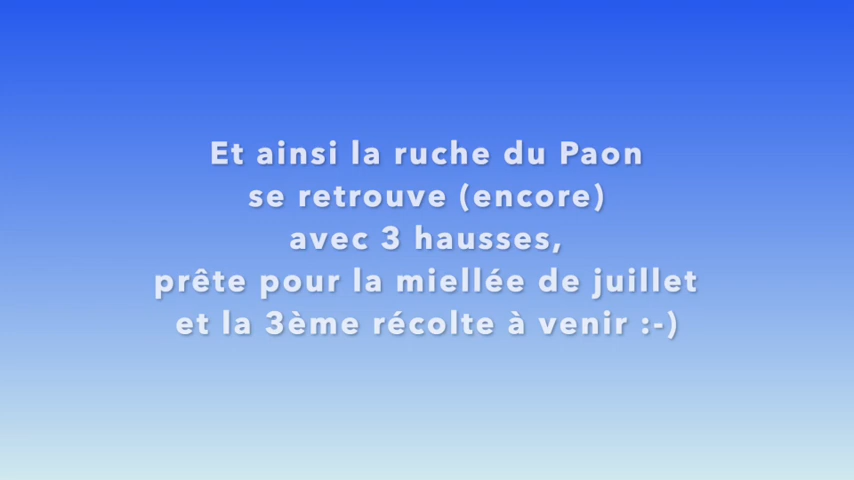 Et ainsi la ruche du Paon
se retrouve (encore)
avec 3 hausses,
prête pour la miellée de juillet
et la 3ème récolte à venir :-)